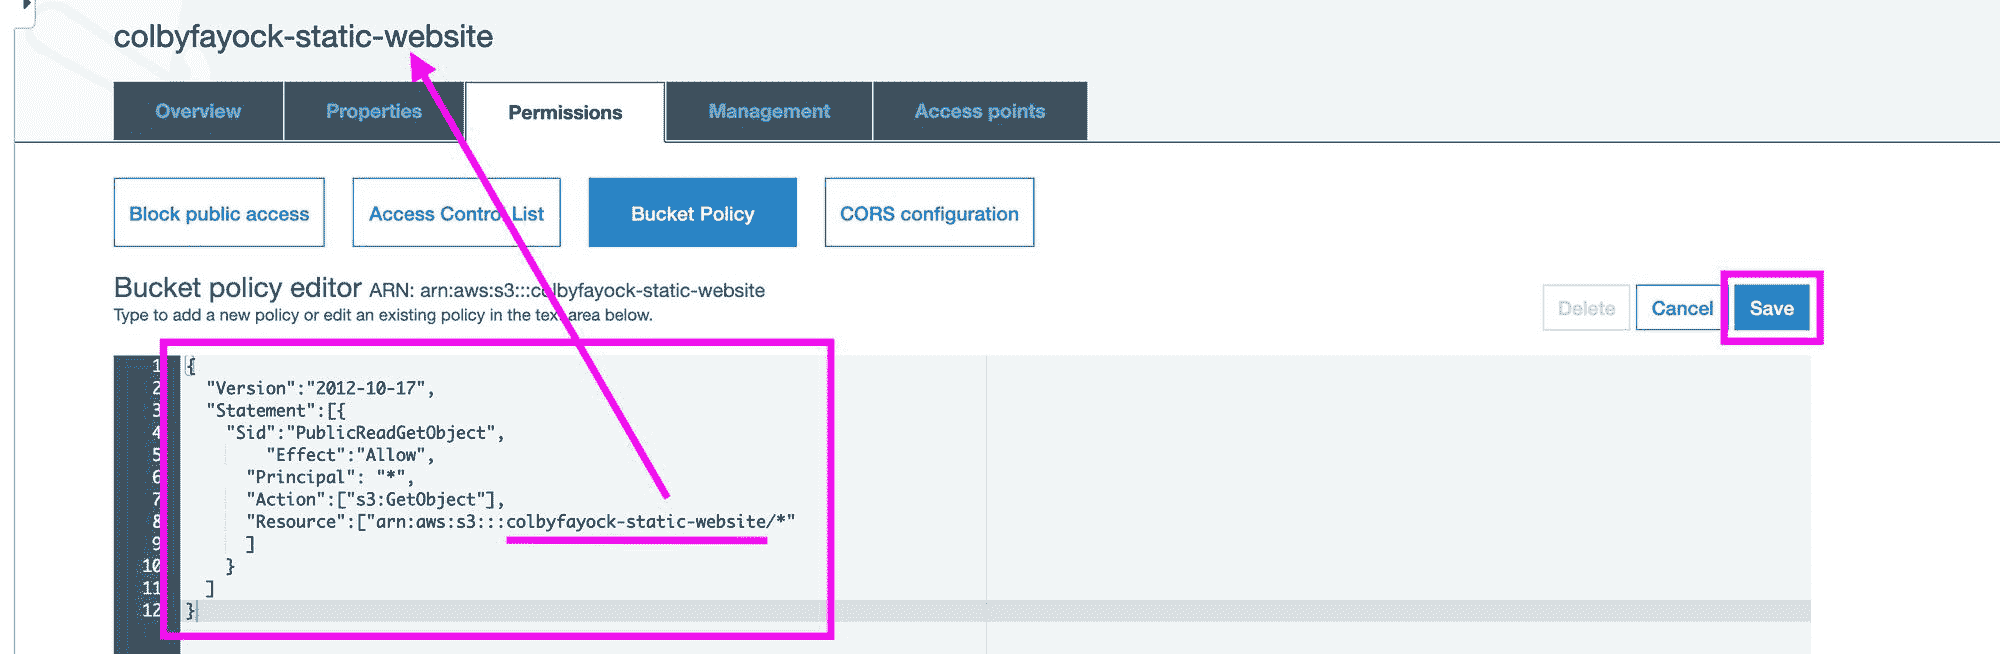 colbyfayock-static-website
Overview Properties Permissions Management Access points
Block public access Access Control List Bucket Policy CORS configuration
Bucket policy editor ARN: arn:aws:s3:::colbyfayock-static-website
Type to add a new policy or edit an existing policy in the text area below.
Delete Cancel Save
1 {
2 "Version":"2012-10-17",
3 "Statement":[{
4 "Sid":"PublicReadGetObject",
5 "Effect":"Allow",
6 "Principal": "*",
7 "Action":["s3:GetObject"],
8 "Resource":["arn:aws:s3:::colbyfayock-static-website/*"
9 ]
10 }
11 ]
12 }